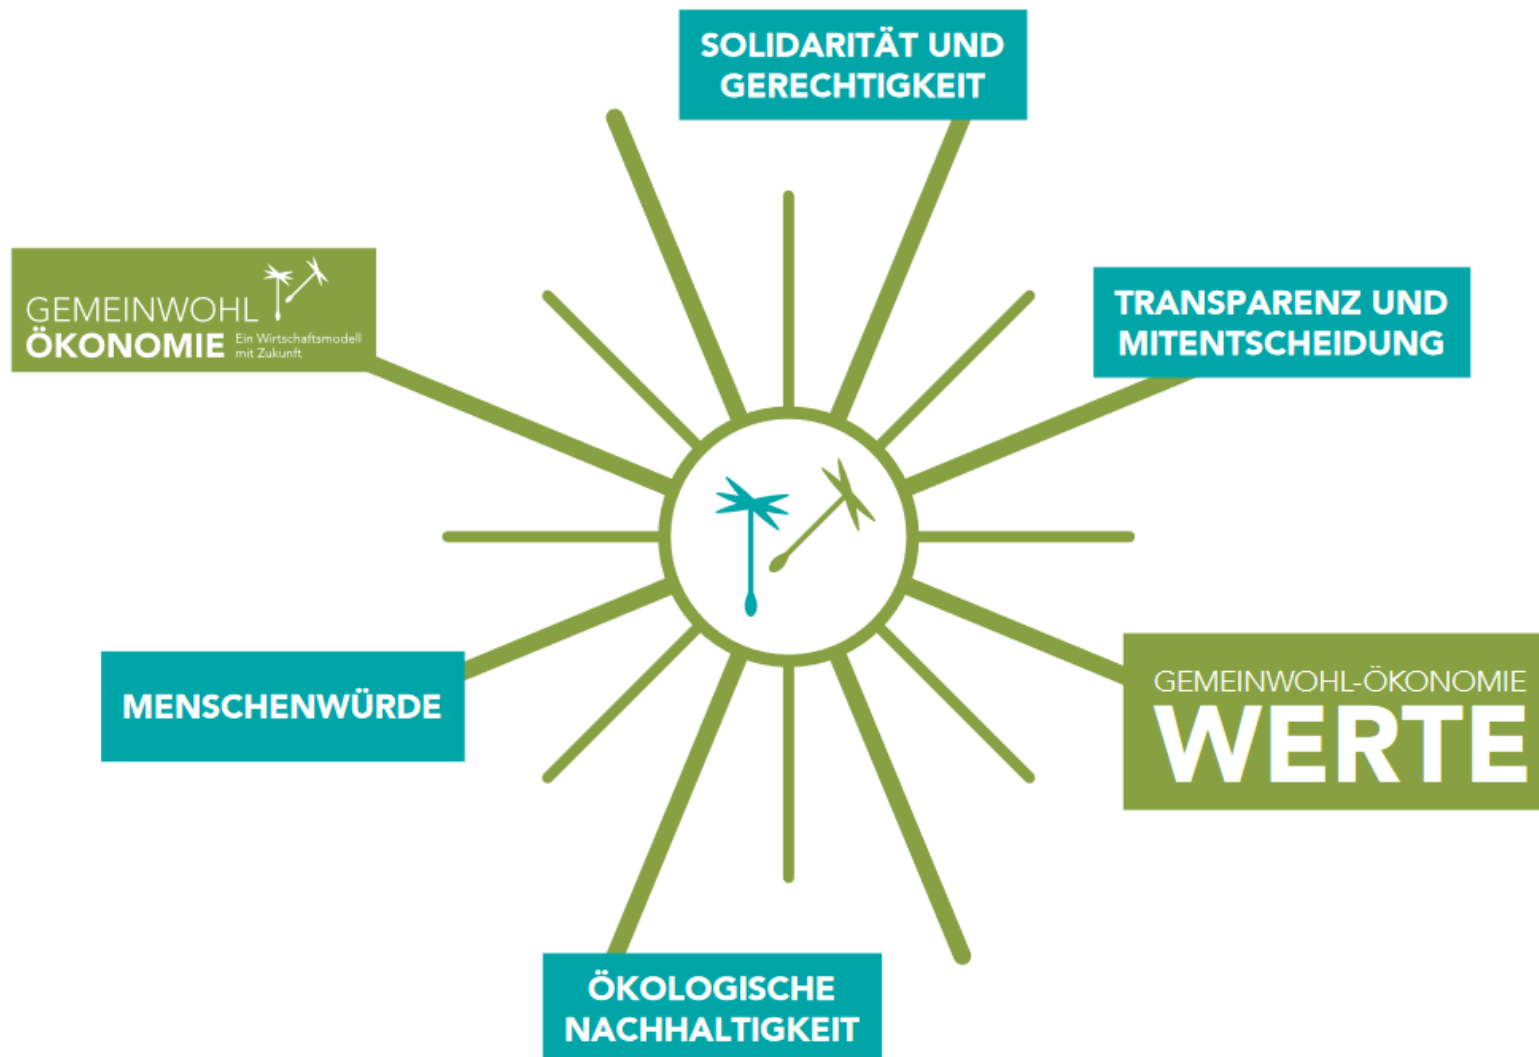 SOLIDARITÄT UND
GERECHTIGKEIT
GEMEINWOHL
ÖKONOMIE
Ein Wirtschaftsmodell
mit Zukunft
TRANSPARENZ UND
MITENTSCHEIDUNG
MENSCHENWÜRDE
GEMEINWOHL-ÖKONOMIE
WERTE
ÖKOLOGISCHE
NACHHALTIGKEIT